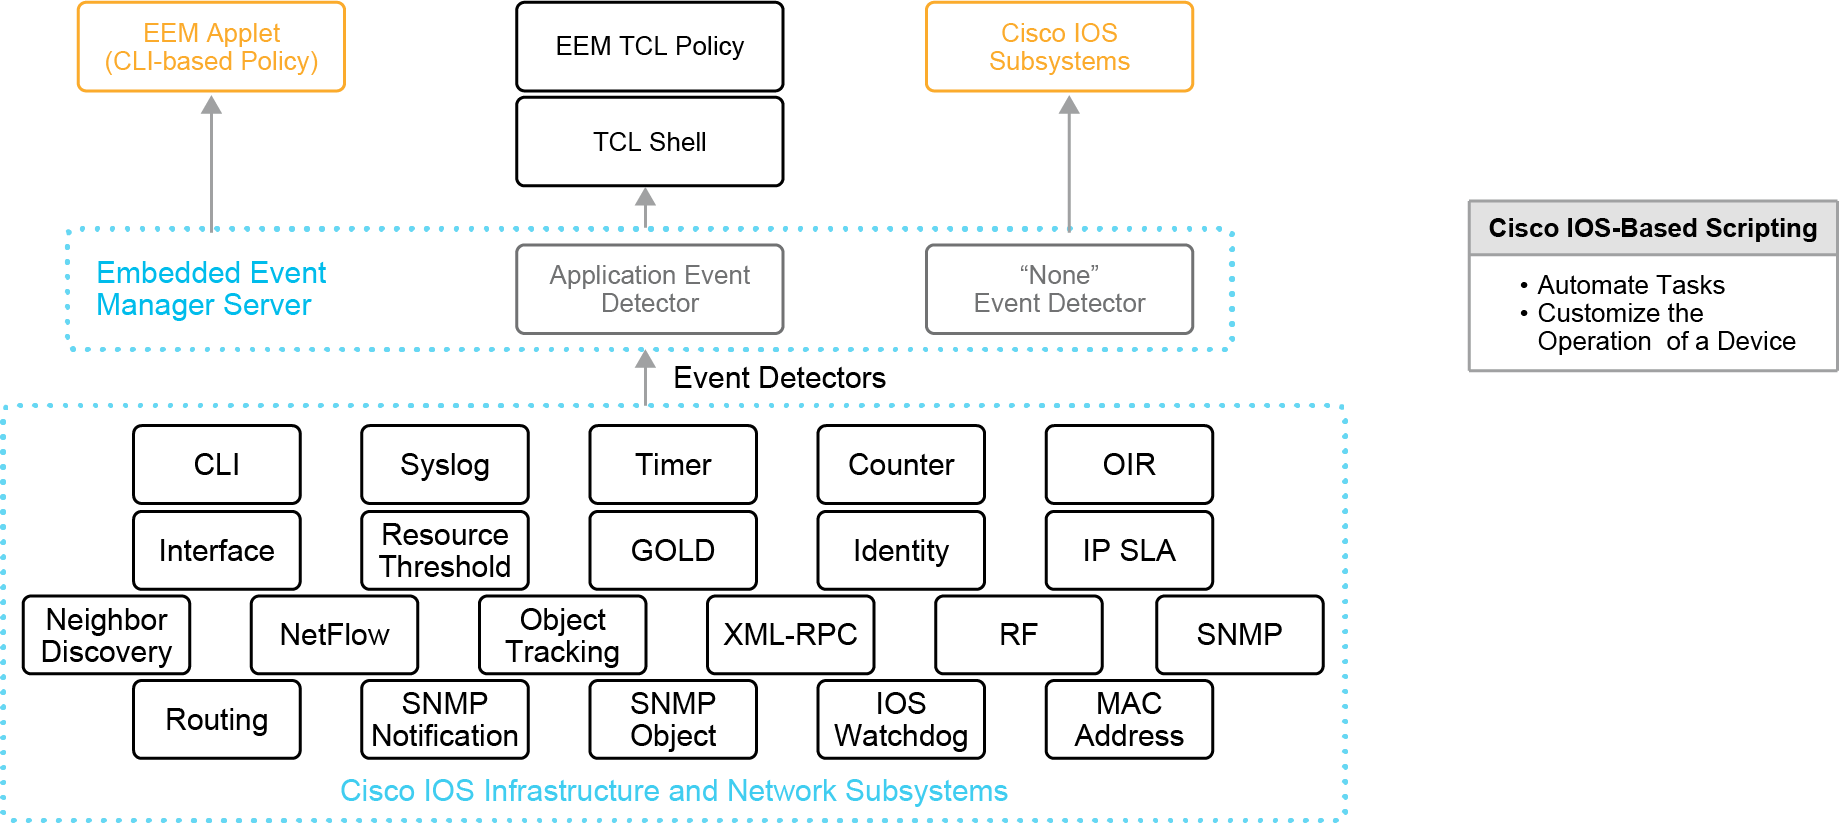 EEM Applet
(CLI-based Policy)
EEM TCL Policy
TCL Shell
Cisco IOS
Subsystems
Embedded Event
Manager Server
Application Event
Detector
“None”
Event Detector
Cisco IOS-Based Scripting
• Automate Tasks
• Customize the
Operation of a Device
Event Detectors
CLI
Syslog
Timer
Counter
OIR
Interface
Resource
Threshold
GOLD
Identity
IP SLA
Neighbor
Discovery
NetFlow
Object
Tracking
XML-RPC
RF
SNMP
Routing
SNMP
Notification
SNMP
Object
IOS
Watchdog
MAC
Address
Cisco IOS Infrastructure and Network Subsystems